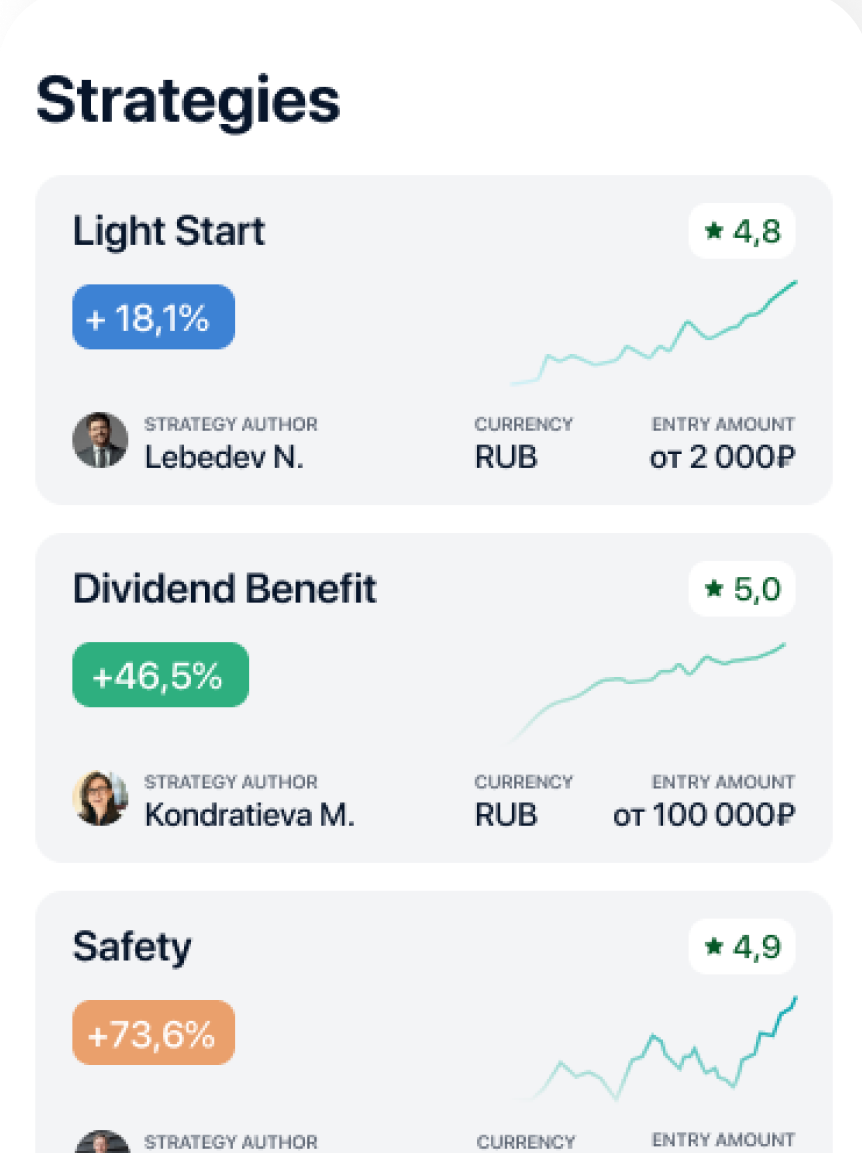 Strategies
Light Start
★ 4,8
+ 18,1%
STRATEGY AUTHOR
Lebedev N.
CURRENCY
RUB
ENTRY AMOUNT
от 2 000₽
Dividend Benefit
★ 5,0
+46,5%
STRATEGY AUTHOR
Kondratieva M.
CURRENCY
RUB
ENTRY AMOUNT
от 100 000₽
Safety
★ 4,9
+73,6%
STRATEGY AUTHOR
CURRENCY
ENTRY AMOUNT